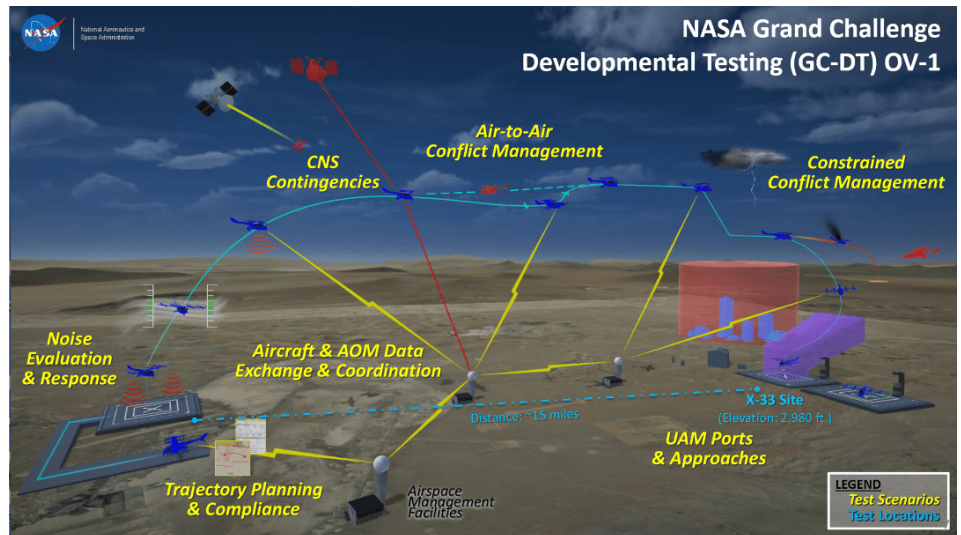 NASA
National Aeronautics and
Space Administration
NASA Grand Challenge
Developmental Testing (GC-DT) OV-1
CNS
Contingencies
Air-to-Air
Conflict Management
Constrained
Conflict Management
Noise
Evaluation
& Response
Aircraft & AOM Data
Exchange & Coordination
Distance: ~15 miles
X-33 Site
(Elevation: 2,980 ft.)
UAM Ports
& Approaches
Trajectory Planning
& Compliance
Airspace
Management
Facilities
LEGEND
Test Scenarios
Test Locations